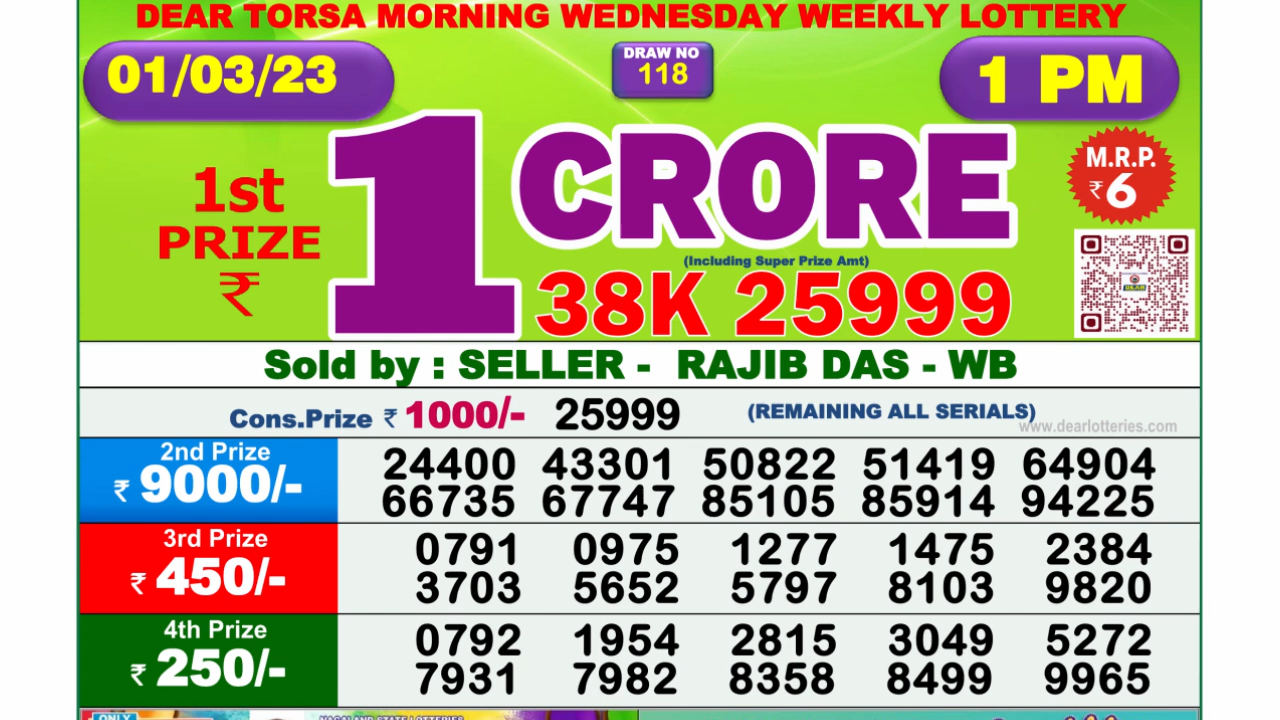 DEAR TORSA MORNING WEDNESDAY WEEKLY LOTTERY
01/03/23
DRAW NO
118
1 PM
1st
PRIZE
₹
1 CRORE
(Including Super Prize Amt)
38K 25999
M.R.P.
₹6
Sold by : SELLER - RAJIB DAS - WB
Cons.Prize ₹ 1000/- 25999 (REMAINING ALL SERIALS)
www.dearlotteries.com
2nd Prize
₹ 9000/-
24400 43301 50822 51419 64904
66735 67747 85105 85914 94225
3rd Prize
₹ 450/-
0791 0975 1277 1475 2384
3703 5652 5797 8103 9820
4th Prize
₹ 250/-
0792 1954 2815 3049 5272
7931 7982 8358 8499 9965
ONLY
NAGALAND STATE LOTTERIES